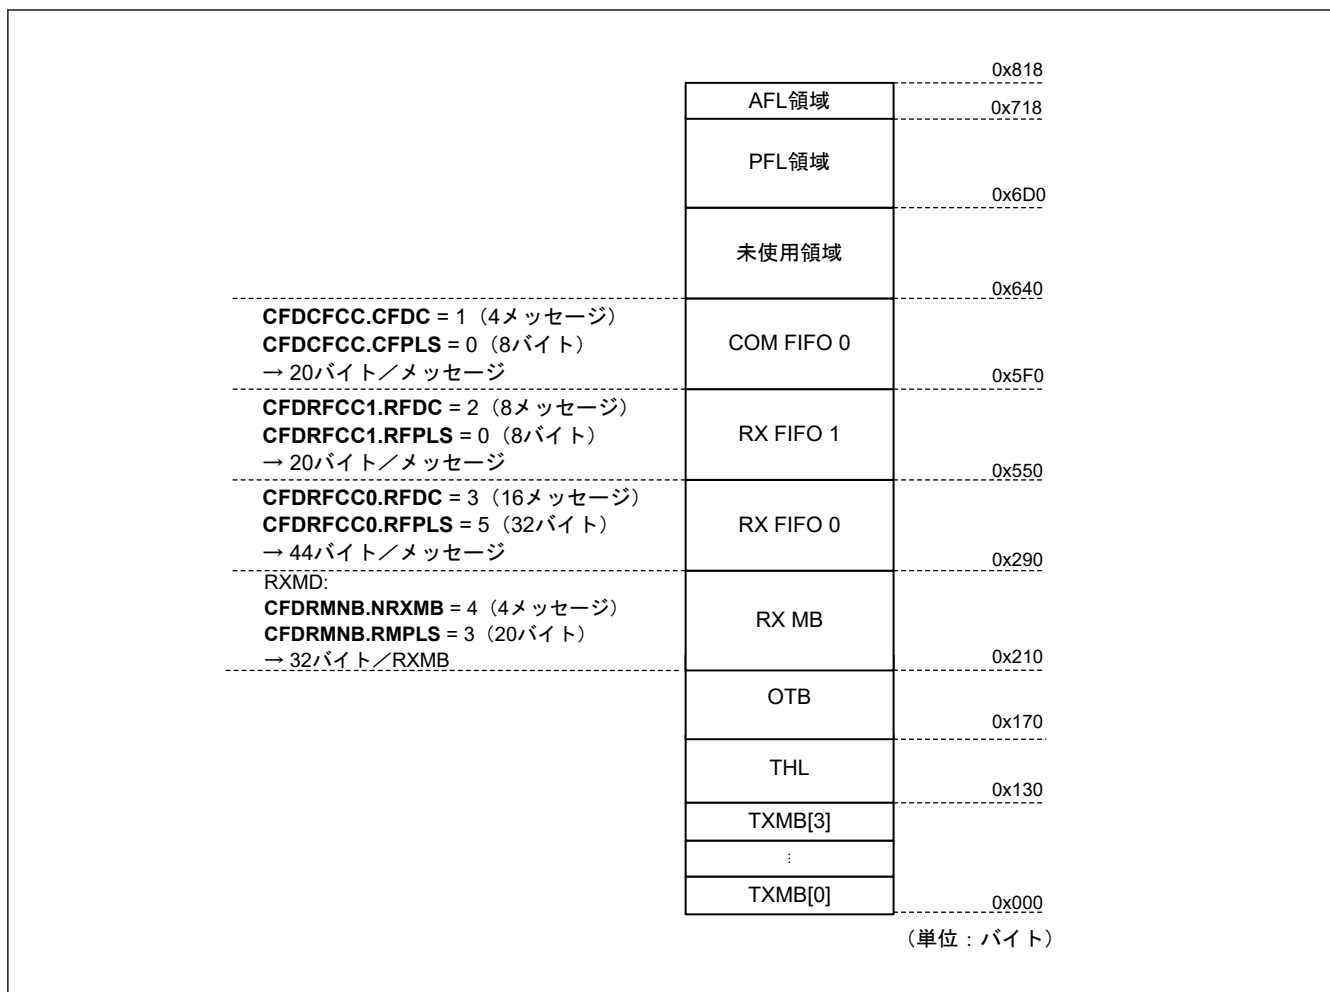 0x818
AFL領域
0x718
PFL領域
0x6D0
未使用領域
0x640
CFDCFCC.CFDC = 1（4メッセージ）
CFDCFCC.CFPLS = 0（8バイト）
→ 20バイト／メッセージ
COM FIFO 0
0x5F0
CFDRFCC1.RFDC = 2（8メッセージ）
CFDRFCC1.RFPLS = 0（8バイト）
→ 20バイト／メッセージ
RX FIFO 1
0x550
CFDRFCC0.RFDC = 3（16メッセージ）
CFDRFCC0.RFPLS = 5（32バイト）
→ 44バイト／メッセージ
RX FIFO 0
0x290
RXMD:
CFDRMNB.NRXMB = 4（4メッセージ）
CFDRMNB.RMPLS = 3（20バイト）
→ 32バイト／RXMB
RX MB
0x210
OTB
0x170
THL
0x130
TXMB[3]
⋮
TXMB[0]
0x000
（単位：バイト）